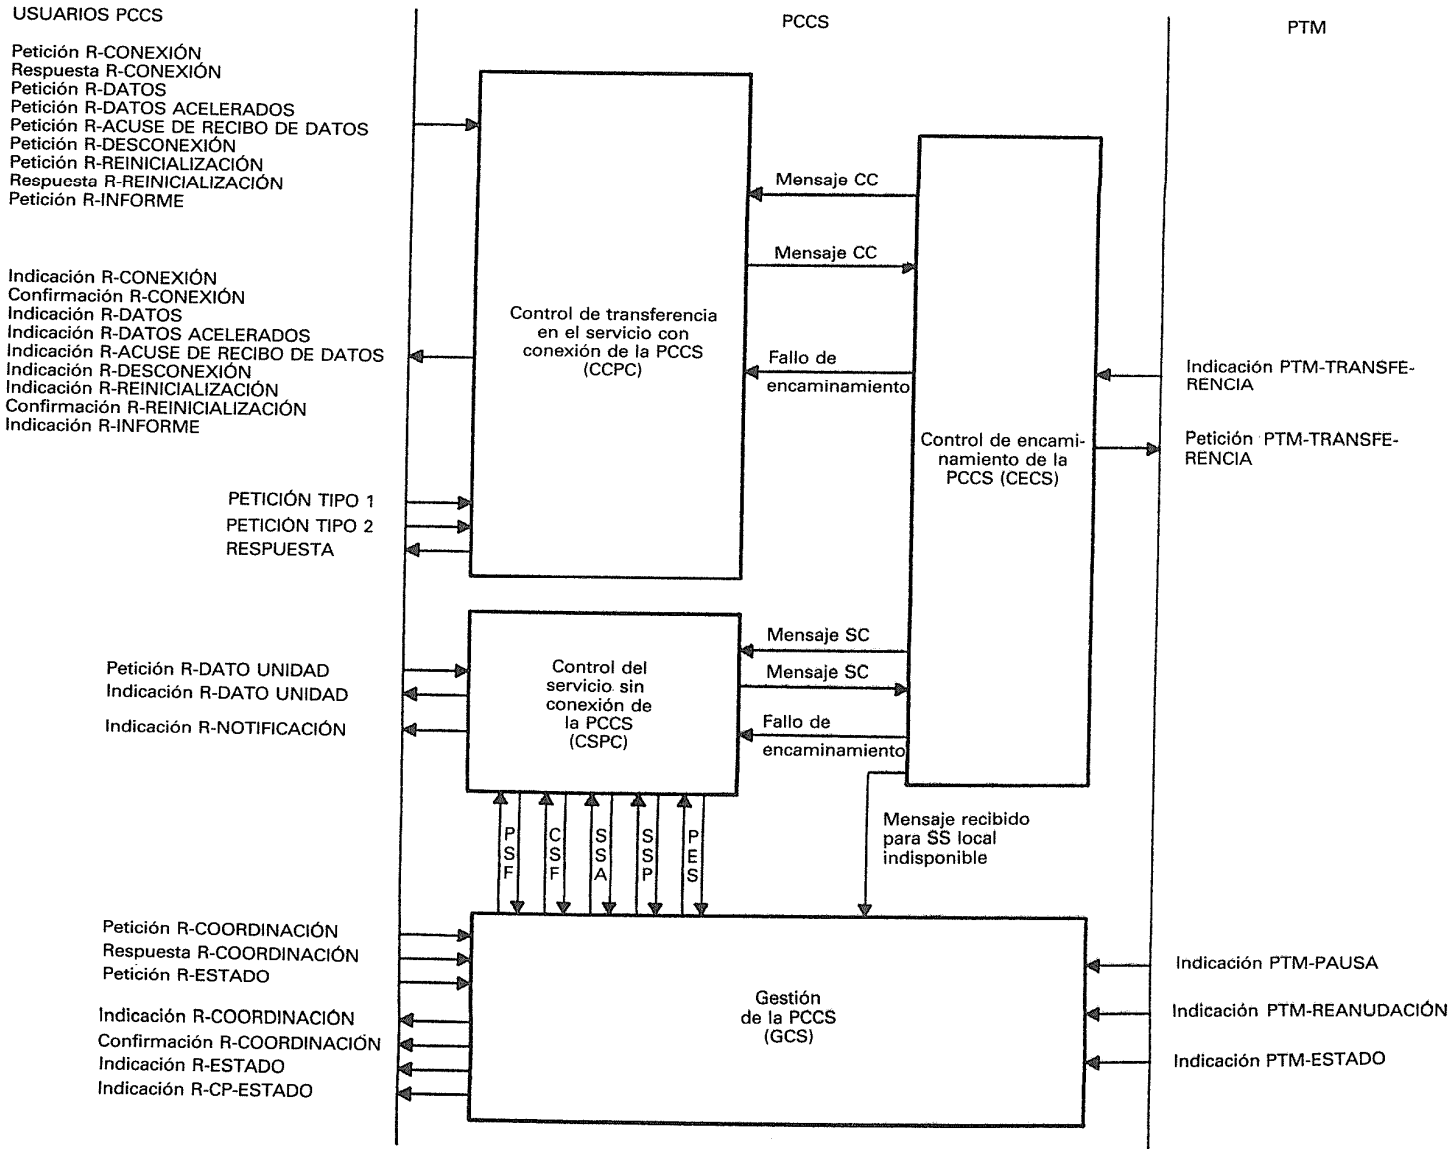 USUARIOS PCCS
PCCS
PTM
Petición R-CONEXIÓN
Respuesta R-CONEXIÓN
Petición R-DATOS
Petición R-DATOS ACELERADOS
Petición R-ACUSE DE RECIBO DE DATOS
Petición R-DESCONEXIÓN
Petición R-REINICIALIZACIÓN
Respuesta R-REINICIALIZACIÓN
Petición R-INFORME
Indicación R-CONEXIÓN
Confirmación R-CONEXIÓN
Indicación R-DATOS
Indicación R-DATOS ACELERADOS
Indicación R-ACUSE DE RECIBO DE DATOS
Indicación R-DESCONEXIÓN
Indicación R-REINICIALIZACIÓN
Confirmación R-REINICIALIZACIÓN
Indicación R-INFORME
PETICIÓN TIPO 1
PETICIÓN TIPO 2
RESPUESTA
Control de transferencia
en el servicio con
conexión de la PCCS
(CCPC)
Mensaje CC
Mensaje CC
Fallo de
encaminamiento
Control de encami-
namiento de la
PCCS (CECS)
Indicación PTM-TRANSFE-
RENCIA
Petición PTM-TRANSFE-
RENCIA
Petición R-DATO UNIDAD
Indicación R-DATO UNIDAD
Indicación R-NOTIFICACIÓN
Control del
servicio sin
conexión de
la PCCS
(CSPC)
Mensaje SC
Mensaje SC
Fallo de
encaminamiento
PSF
CSF
SSA
SSP
PES
Mensaje recibido
para SS local
indisponible
Petición R-COORDINACIÓN
Respuesta R-COORDINACIÓN
Petición R-ESTADO
Indicación R-COORDINACIÓN
Confirmación R-COORDINACIÓN
Indicación R-ESTADO
Indicación R-CP-ESTADO
Gestión
de la PCCS
(GCS)
Indicación PTM-PAUSA
Indicación PTM-REANUDACIÓN
Indicación PTM-ESTADO